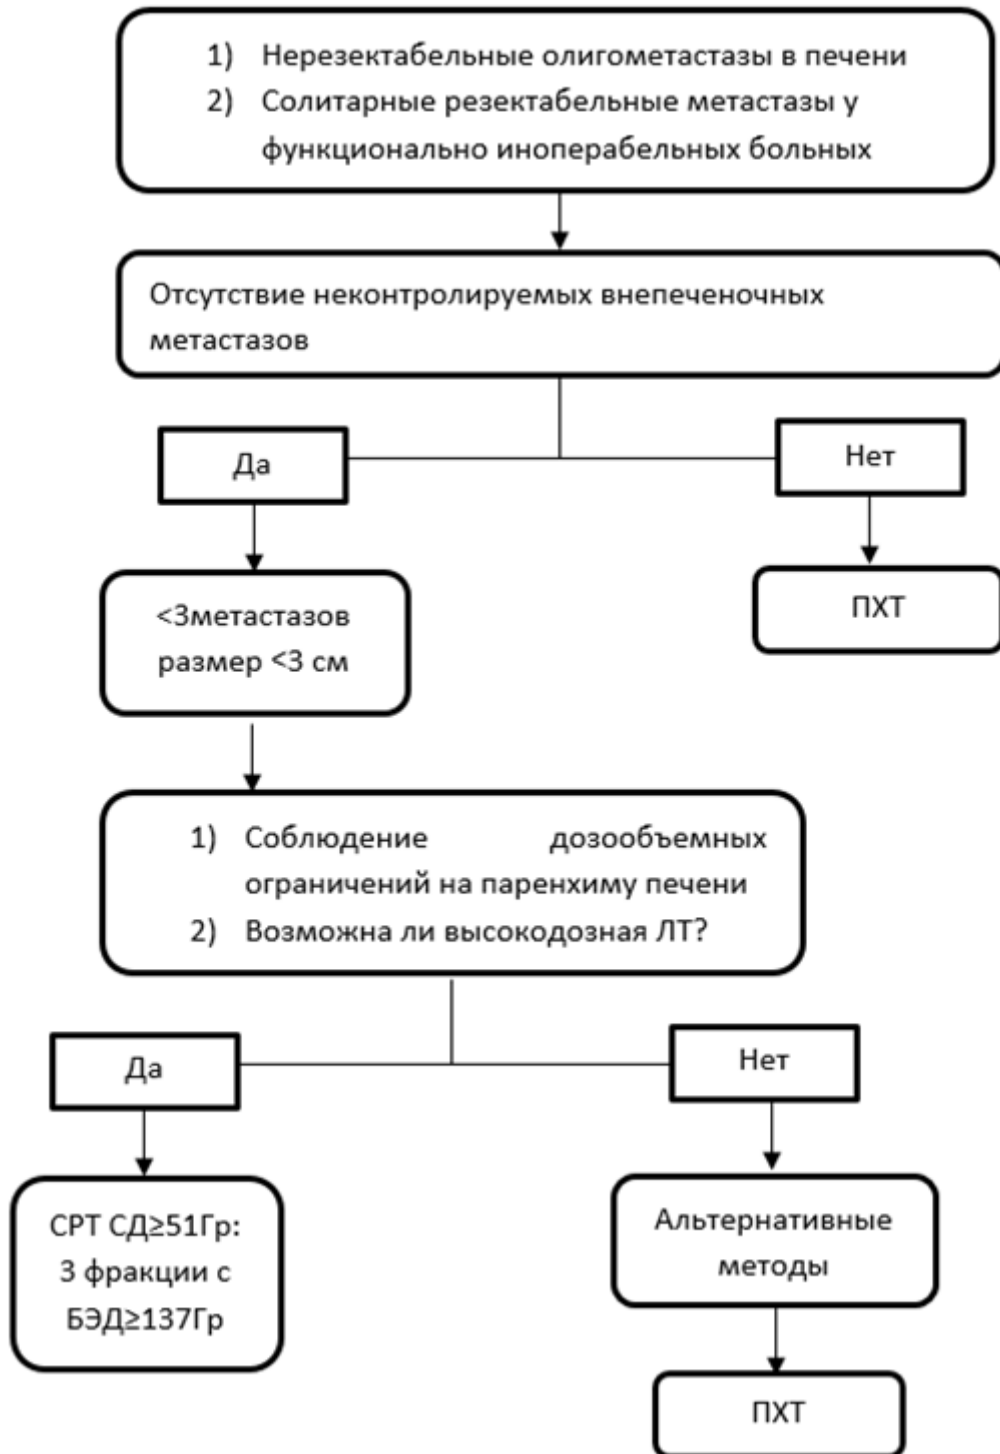 1) Нерезектабельные олигометастазы в печени
2) Солитарные резектабельные метастазы у
функционально иноперабельных больных
Отсутствие неконтролируемых внепеченочных
метастазов
Да
Нет
<3метастазов
размер <3 см
ПХТ
1) Соблюдение дозообъемных
ограничений на паренхиму печени
2) Возможна ли высокодозная ЛТ?
Да
Нет
СРТ СД≥51Гр:
3 фракции с
БЭД≥137Гр
Альтернативные
методы
ПХТ